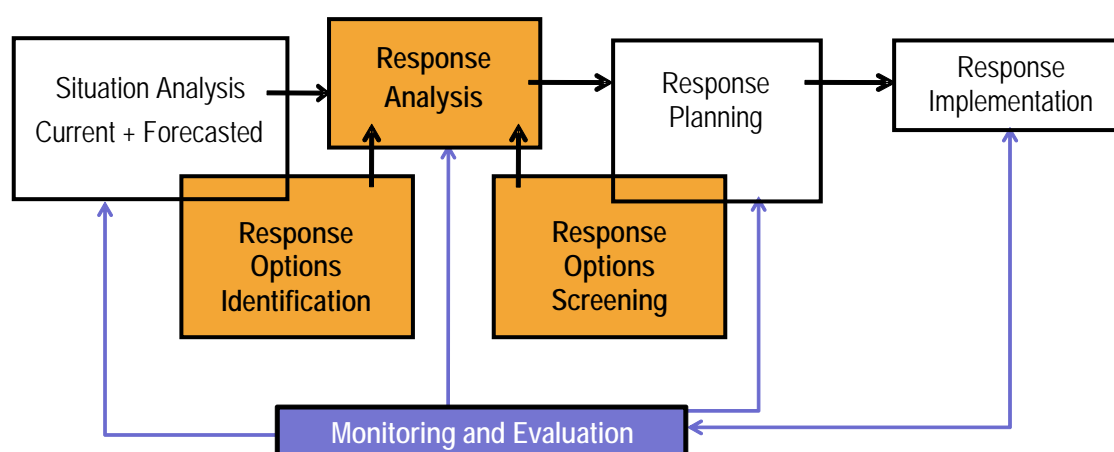 Situation Analysis
Current + Forecasted
Response
Analysis
Response
Planning
Response
Implementation
Response
Options
Identification
Response
Options
Screening
Monitoring and Evaluation